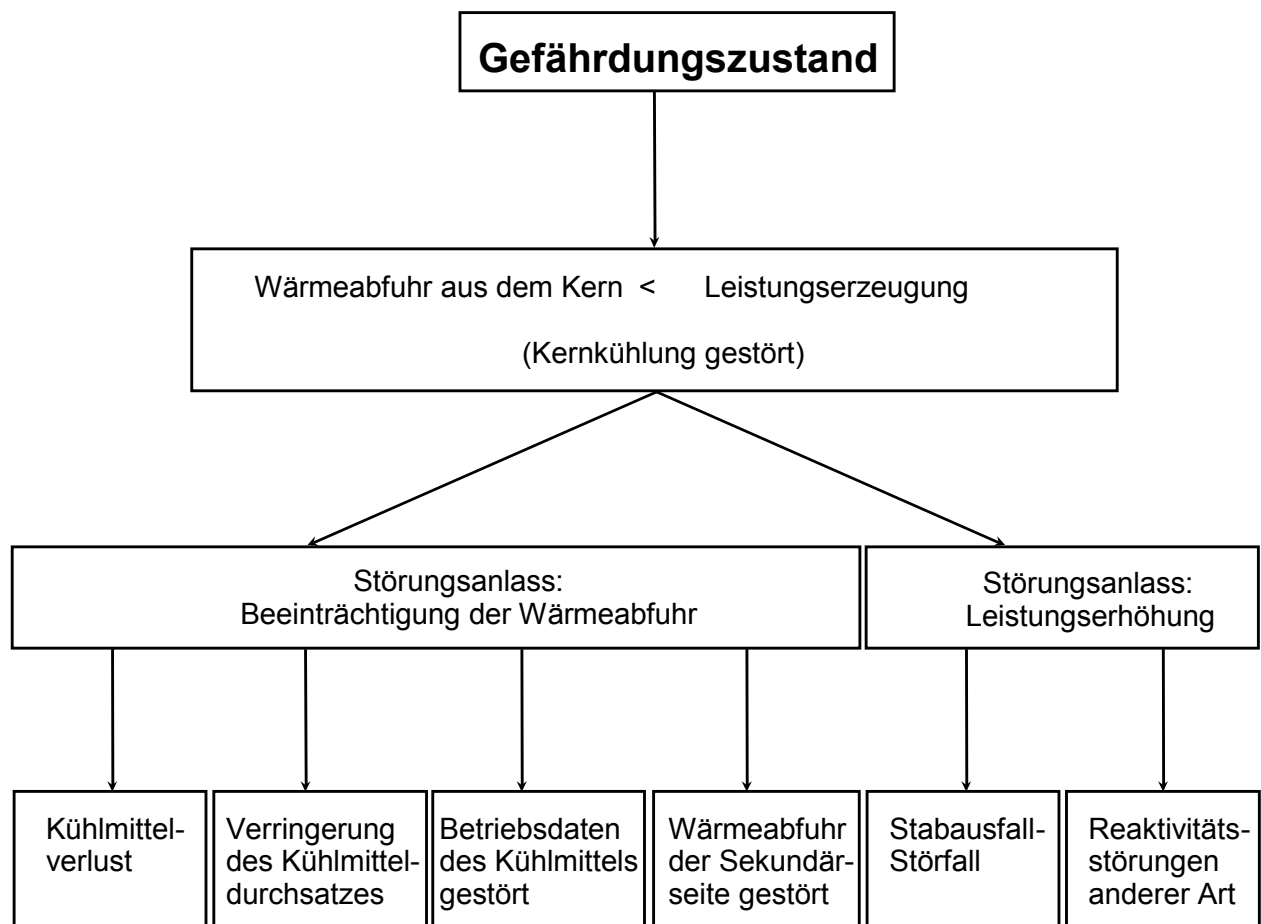 Gefährdungszustand
Wärmeabfuhr aus dem Kern < Leistungserzeugung
(Kernkühlung gestört)
Störungsanlass:
Beeinträchtigung der Wärmeabfuhr
Störungsanlass:
Leistungserhöhung
Kühlmittel-
verlust
Verringerung
des Kühlmittel-
durchsatzes
Betriebsdaten
des Kühlmittels
gestört
Wärmeabfuhr
der Sekundär-
seite gestört
Stabausfall-
Störfall
Reaktivitäts-
störungen
anderer Art